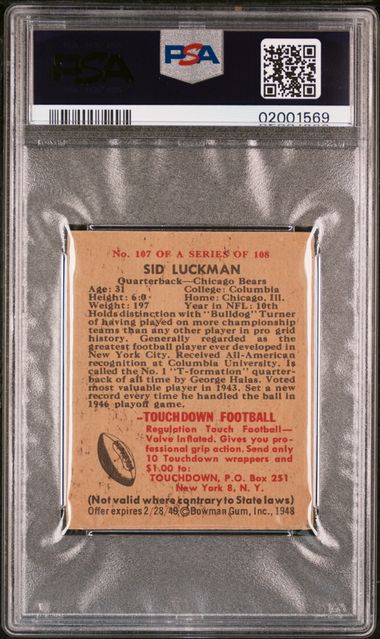 PSA
PSA
02001569
No. 107 OF A SERIES OF 108
SID LUCKMAN
Quarterback—Chicago Bears
Age: 31 College: Columbia
Height: 6:0 Home: Chicago, Ill.
Weight: 197 Year in NFL: 10th
Holds distinction with "Bulldog" Turner
of having played on more championship
teams than any other player in pro grid
history. Generally regarded as the
greatest football player ever developed in
New York City. Received All-American
recognition at Columbia University. Is
called the No. 1 "T-formation" quarter-
back of all time by George Halas. Voted
most valuable player in 1943. Set a new
record every time he handled the ball in
1946 playoff game.
—TOUCHDOWN FOOTBALL
Regulption Touch Football—
Valve Inflated. Gives you pro-
fessional grip action. Send only
10 Touchdown wrappers and
$1.00 to:
TOUCHDOWN, P.O. Box 251
New York 8, N. Y.
(Not valid where contrary to State laws)
Offer expires 2/28/49 ©Bowman Gum, Inc., 1948